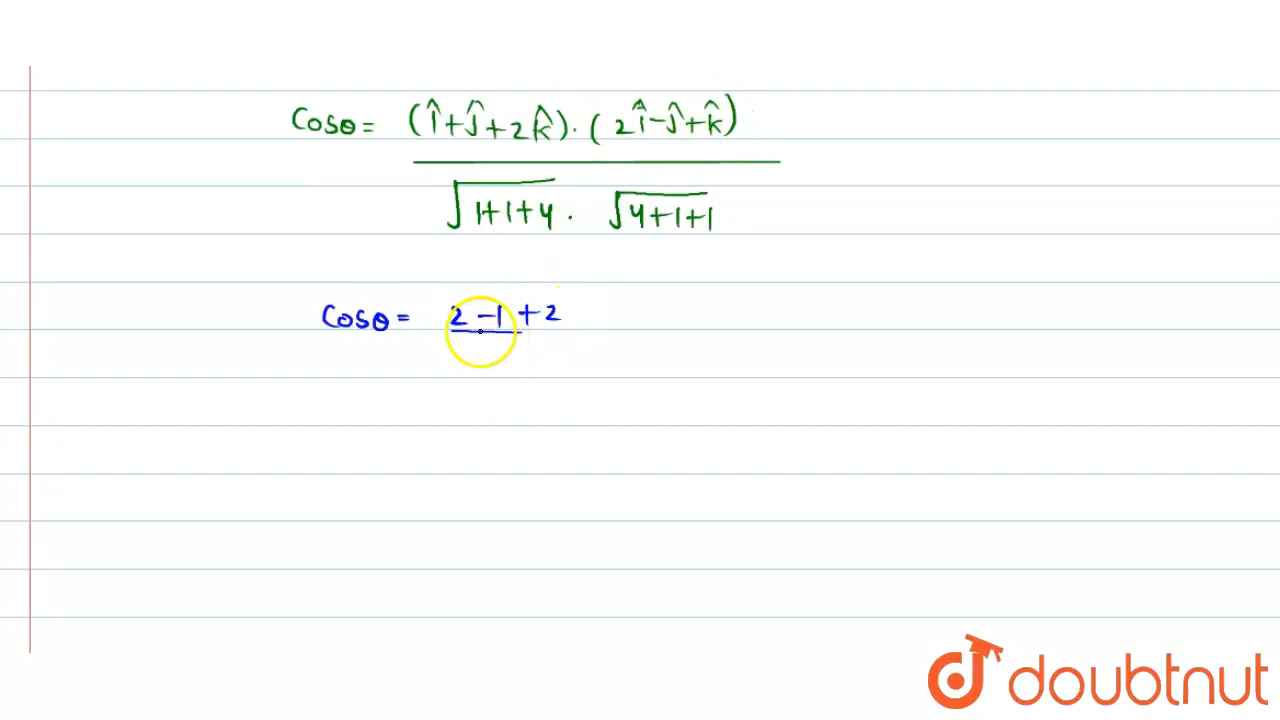 Cosθ = (î+ĵ+2k̂).(2î-ĵ+k̂)
√1+1+4 . √4+1+1
Cosθ = 2-1+2
doubtnut